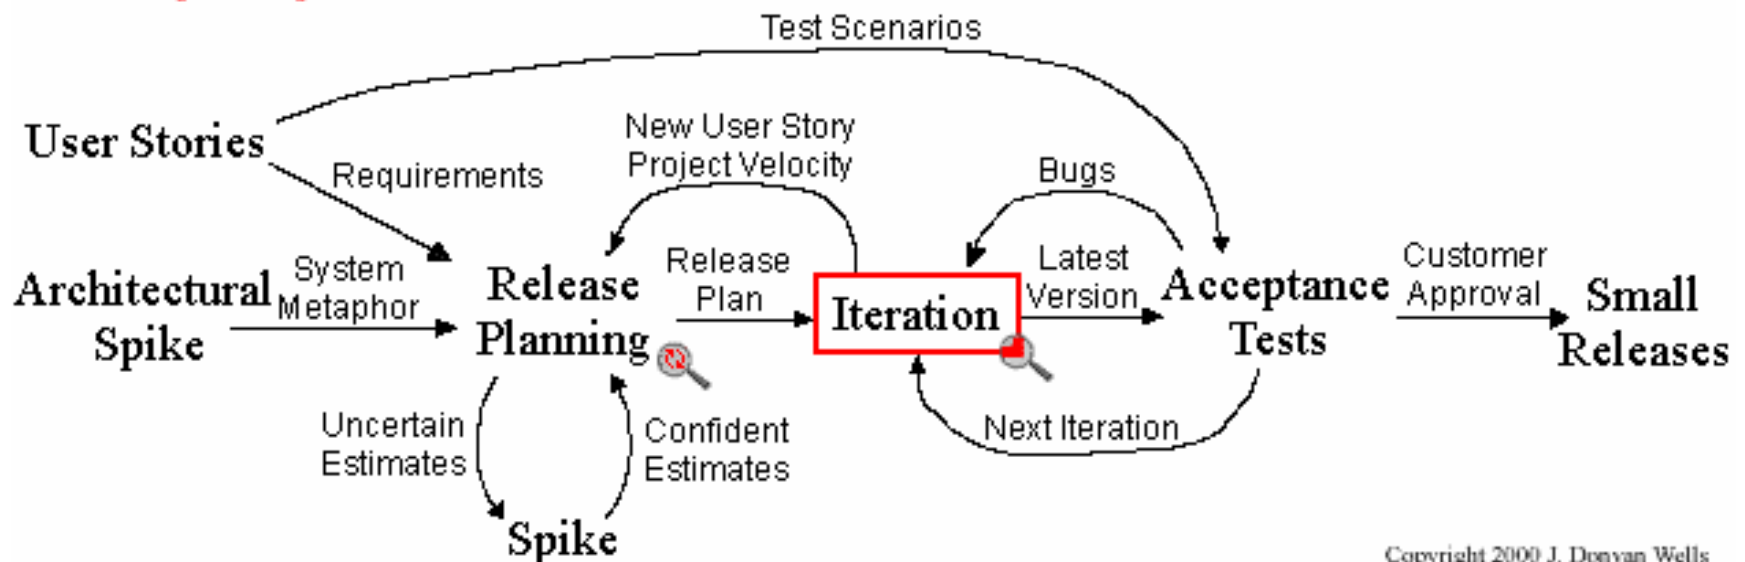 Test Scenarios
User Stories
New User Story
Project Velocity
Requirements
Bugs
Architectural
Spike
System
Metaphor
Release
Planning
Release
Plan
Iteration
Latest
Version
Acceptance
Tests
Customer
Approval
Small
Releases
Uncertain
Estimates
Confident
Estimates
Next Iteration
Spike
Copyright 2000 J. Donvan Wells